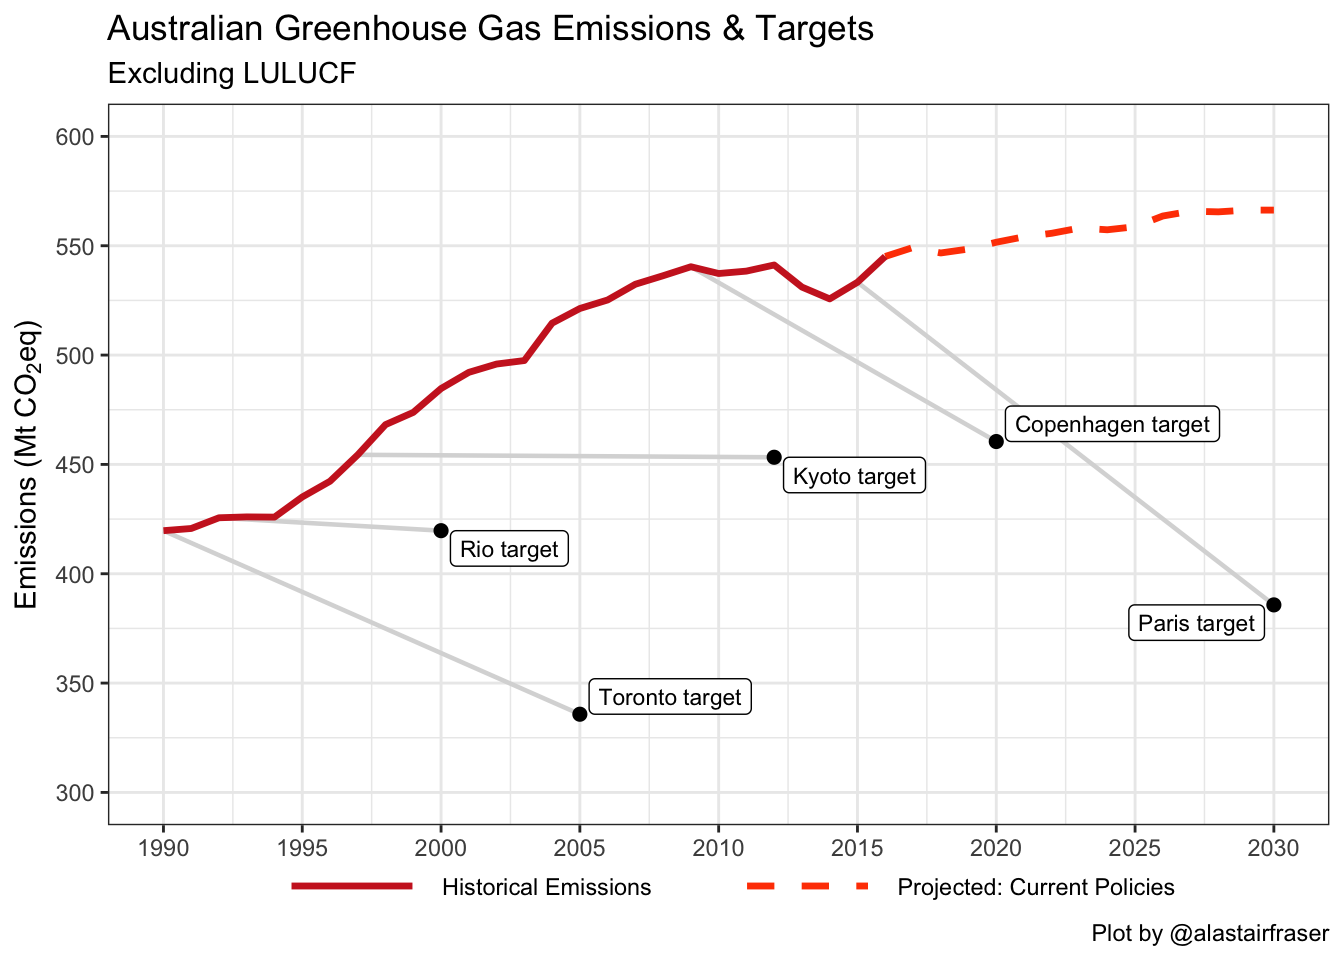 Australian Greenhouse Gas Emissions & Targets
Excluding LULUCF
Emissions (Mt CO₂eq)
600
550
500
450
400
350
300
Copenhagen target
Kyoto target
Rio target
Paris target
Toronto target
1990 1995 2000 2005 2010 2015 2020 2025 2030
Historical Emissions Projected: Current Policies
Plot by @alastairfraser